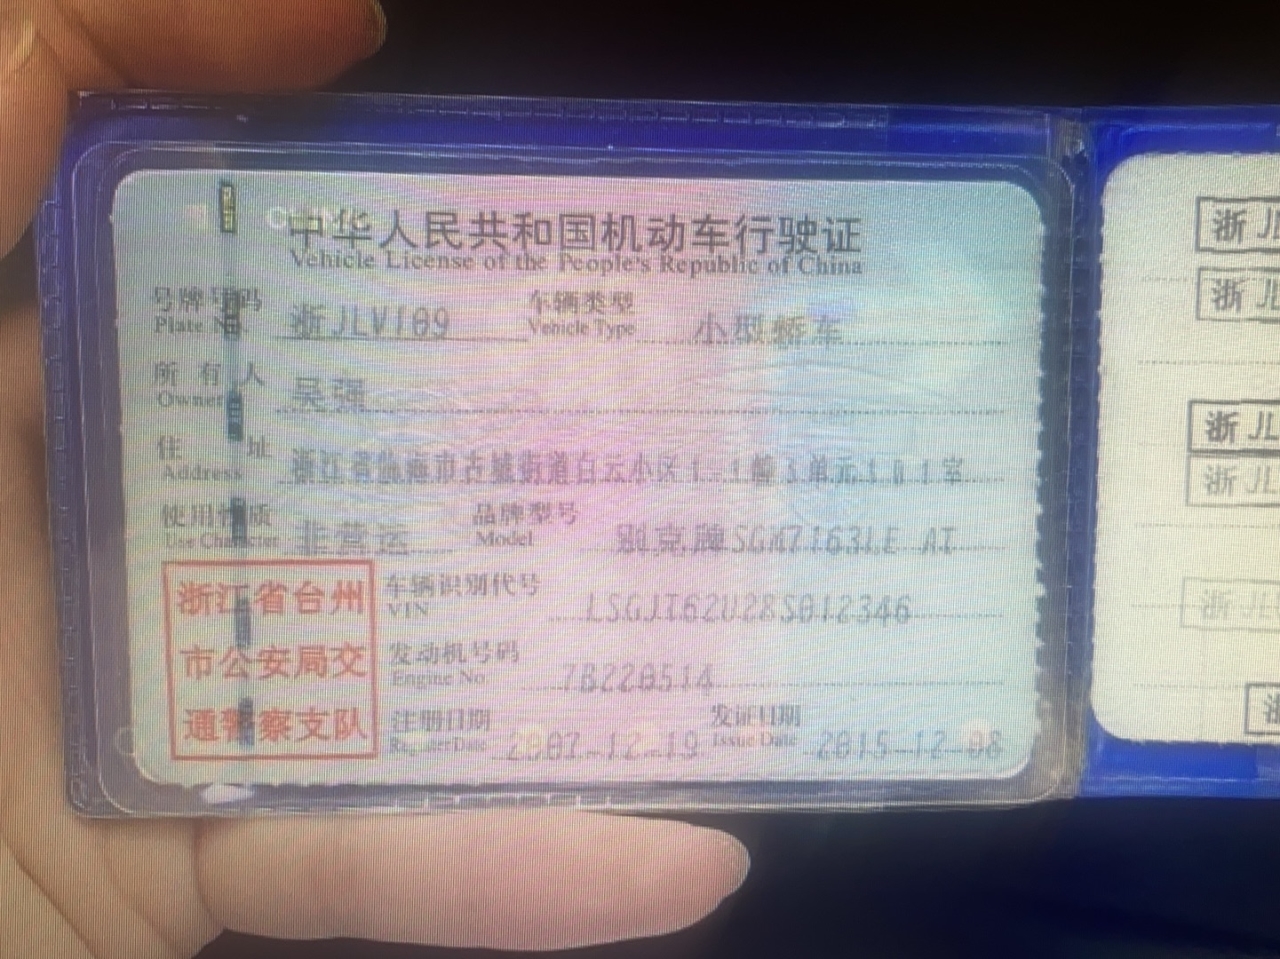 中华人民共和国机动车行驶证
Vehicle License of the People's Republic of China
号牌号码 浙JLV109 车辆类型 小型轿车
Plate No. Vehicle Type
所有人 吴强
Owner
住址 浙江省临海市古城街道白云小区1-1幢3单元101室
Address
使用性质 非营运 品牌型号 别克牌SGM7163LE AT
Use Character Model
浙江省台州
市公安局交
通警察支队
车辆识别代号 LSGJT62U28S012346
VIN
发动机号码 7B220514
Engine No.
注册日期 2007-12-19 发证日期 2015-12-08
Register Date Issue Date
浙JL
浙JL
浙JL
浙JL
浙JL